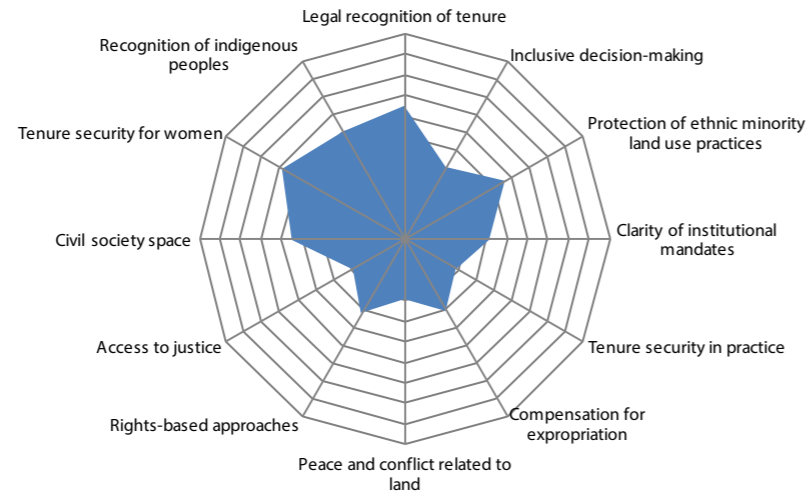 Legal recognition of tenure
Inclusive decision-making
Protection of ethnic minority
land use practices
Clarity of institutional
mandates
Tenure security in practice
Compensation for
expropriation
Peace and conflict related to
land
Rights-based approaches
Access to justice
Civil society space
Tenure security for women
Recognition of indigenous
peoples